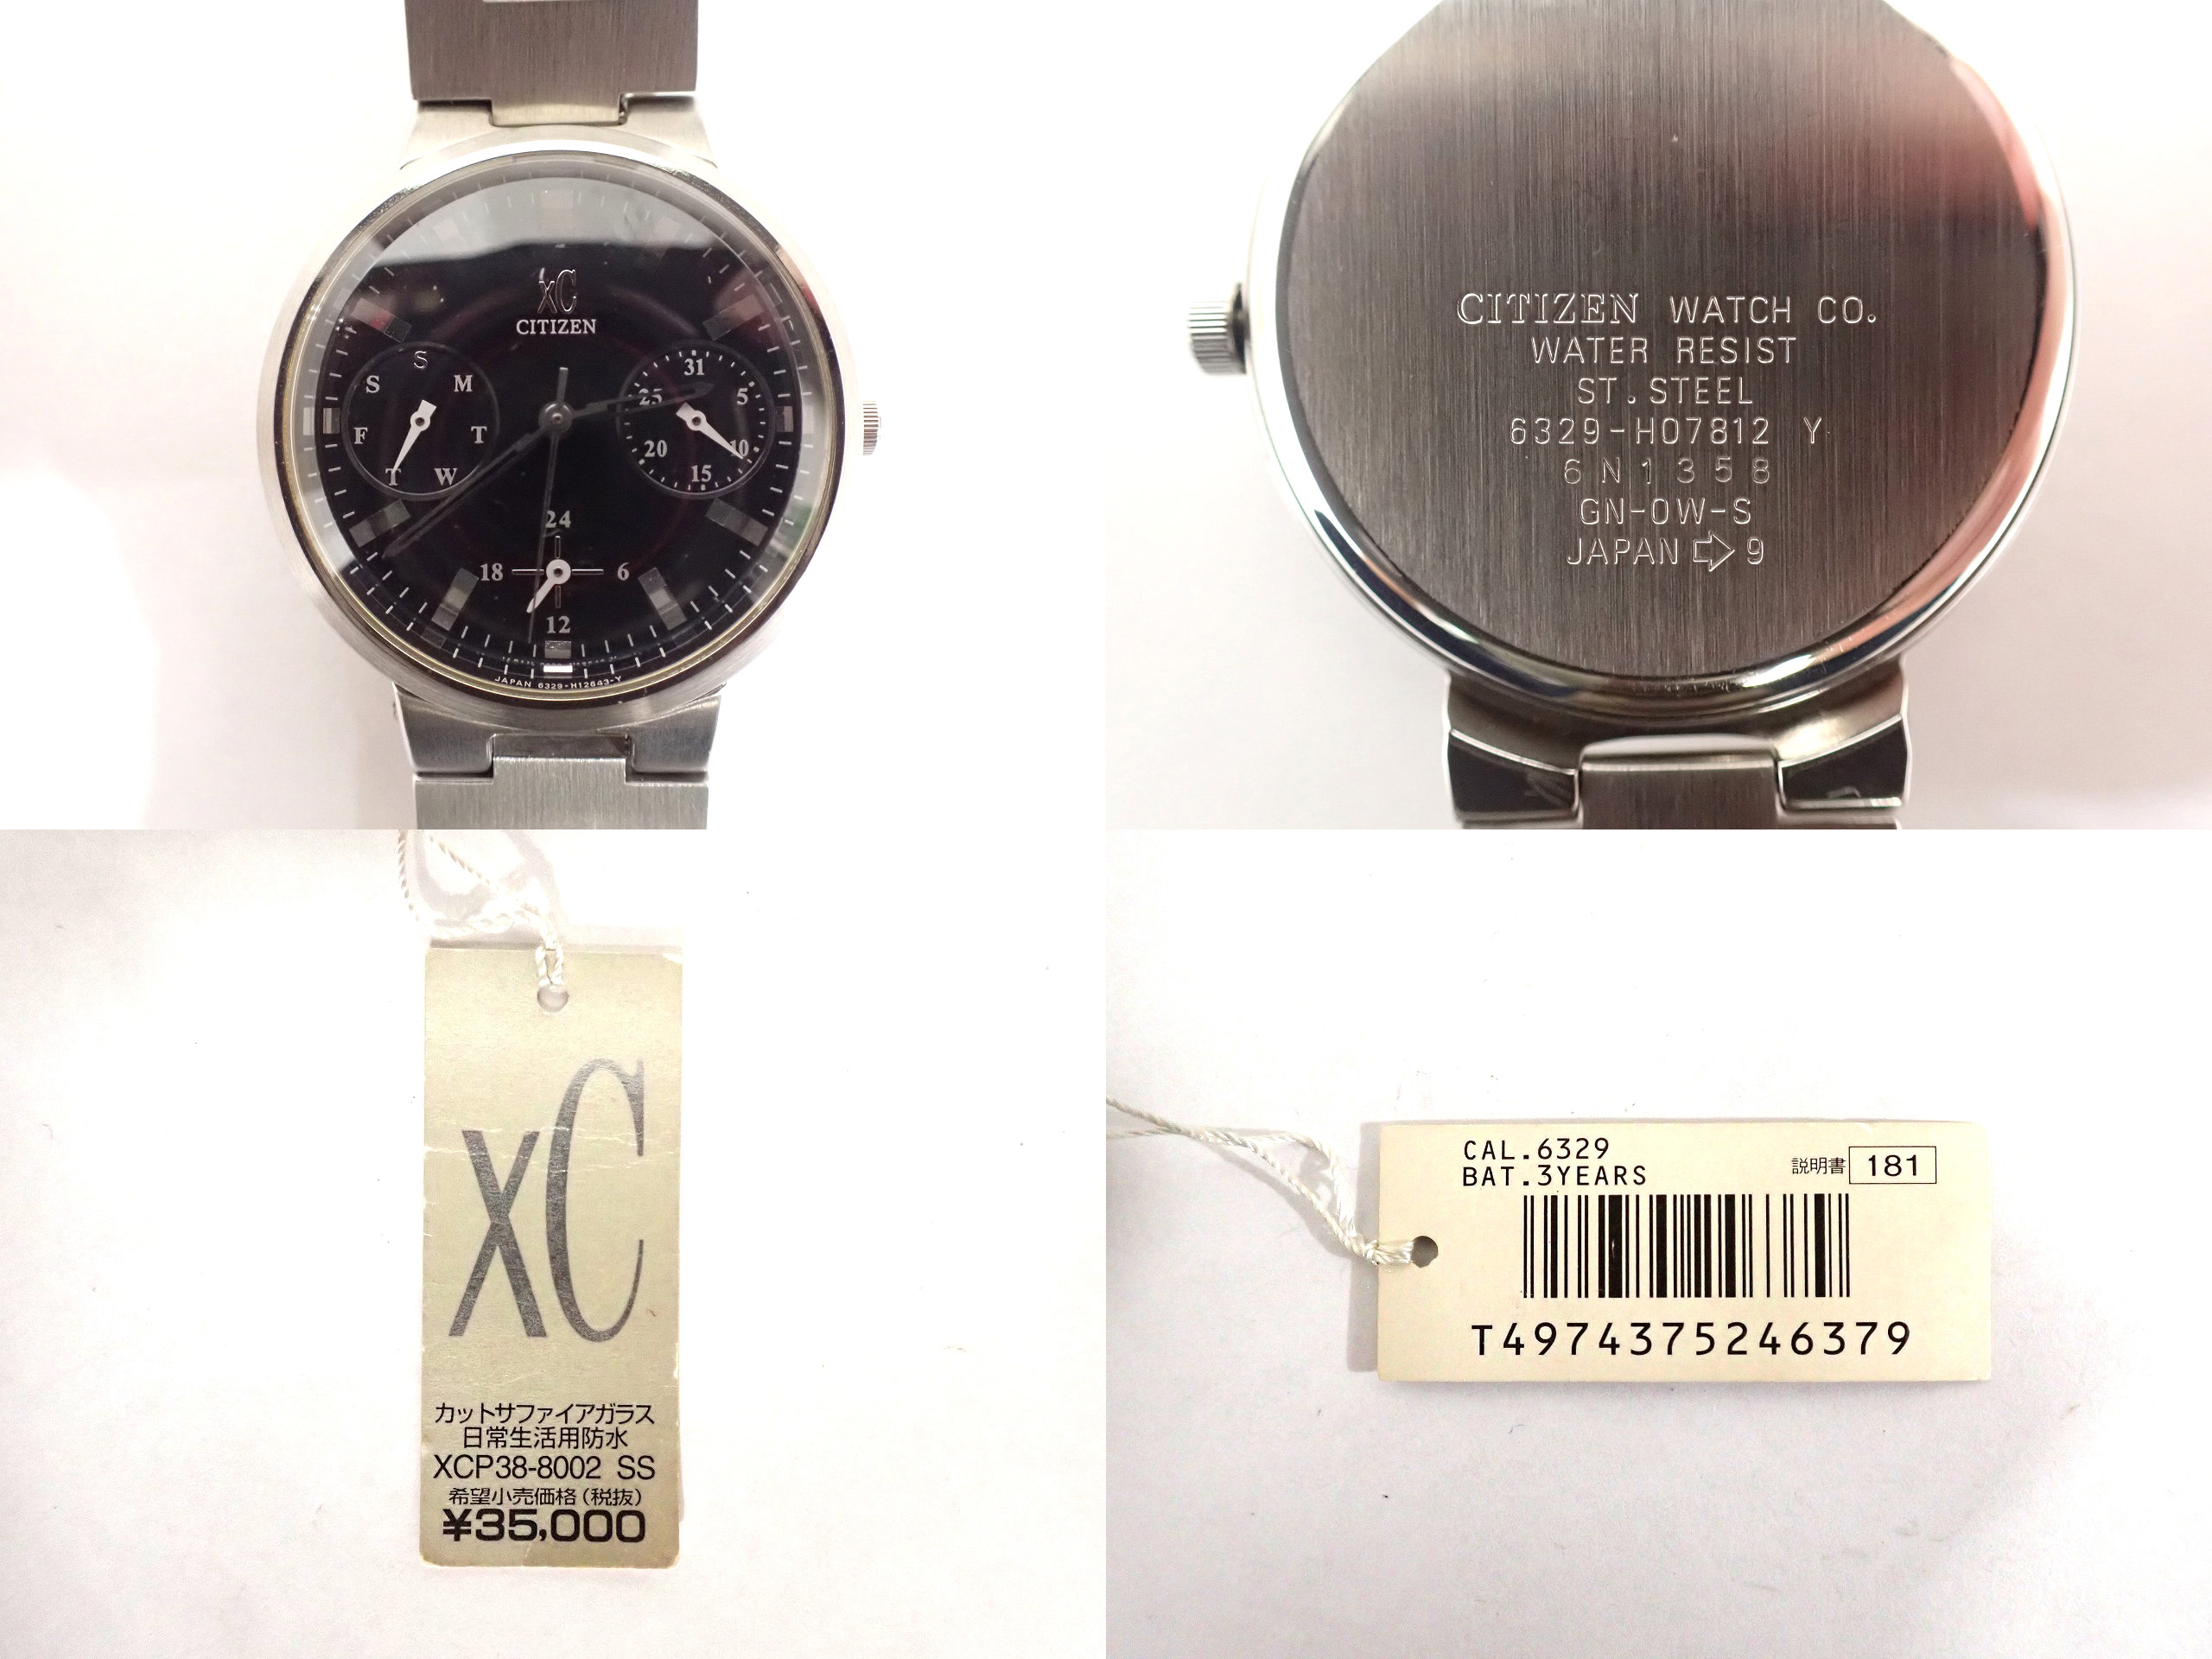 xC
CITIZEN
S
S M
F T
T W
31
25 5
20 10
15
24
18 6
12
JAPAN 6329-H12643-Y
CITIZEN WATCH CO.
WATER RESIST
ST.STEEL
6329-H07812 Y
6N1358
GN-0W-S
JAPAN ⇨ 9
xC
カットサファイアガラス
日常生活用防水
XCP38-8002 SS
希望小売価格(税抜)
¥35,000
CAL.6329
BAT.3YEARS
説明書 181
T4974375246379